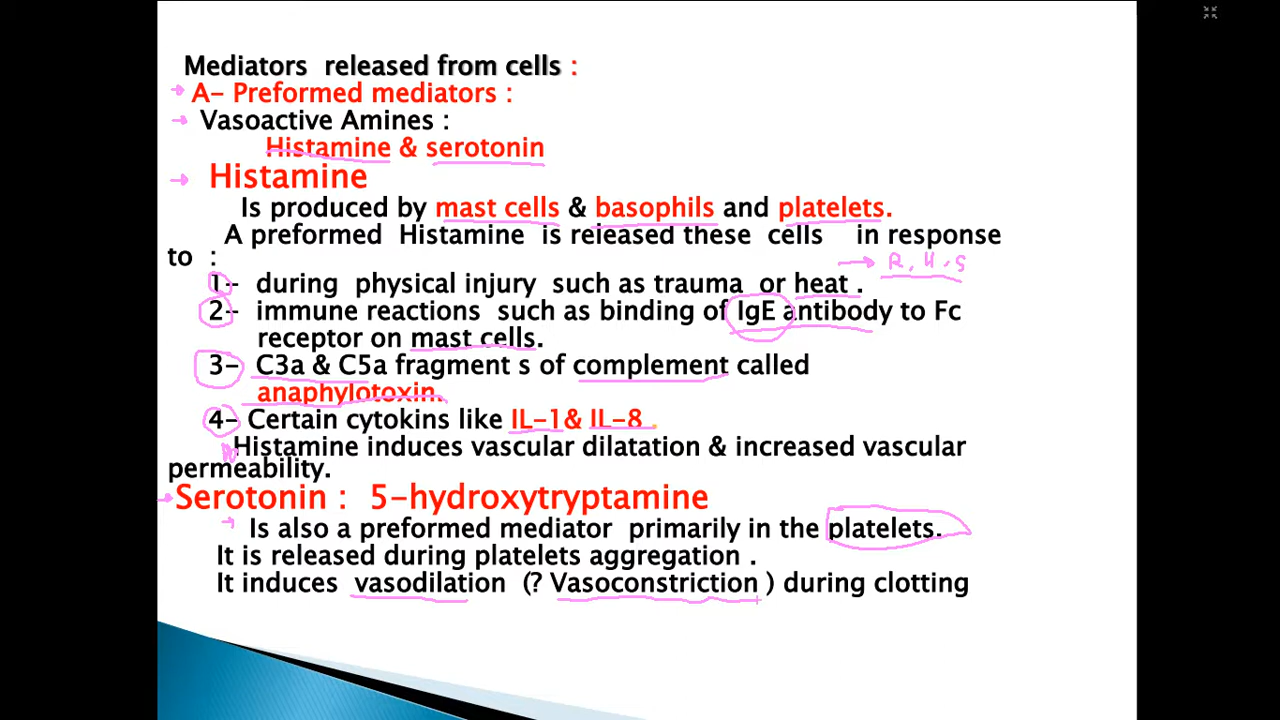 Mediators released from cells :
A- Preformed mediators :
Vasoactive Amines :
Histamine & serotonin
Histamine
Is produced by mast cells & basophils and platelets.
A preformed Histamine is released these cells in response
to :
R, H, S
1- during physical injury such as trauma or heat .
2- immune reactions such as binding of IgE antibody to Fc
receptor on mast cells.
3- C3a & C5a fragment s of complement called
anaphylotoxin.
4- Certain cytokins like IL-1& IL-8 .
Histamine induces vascular dilatation & increased vascular
permeability.
Serotonin : 5-hydroxytryptamine
Is also a preformed mediator primarily in the platelets.
It is released during platelets aggregation .
It induces vasodilation (? Vasoconstriction ) during clotting